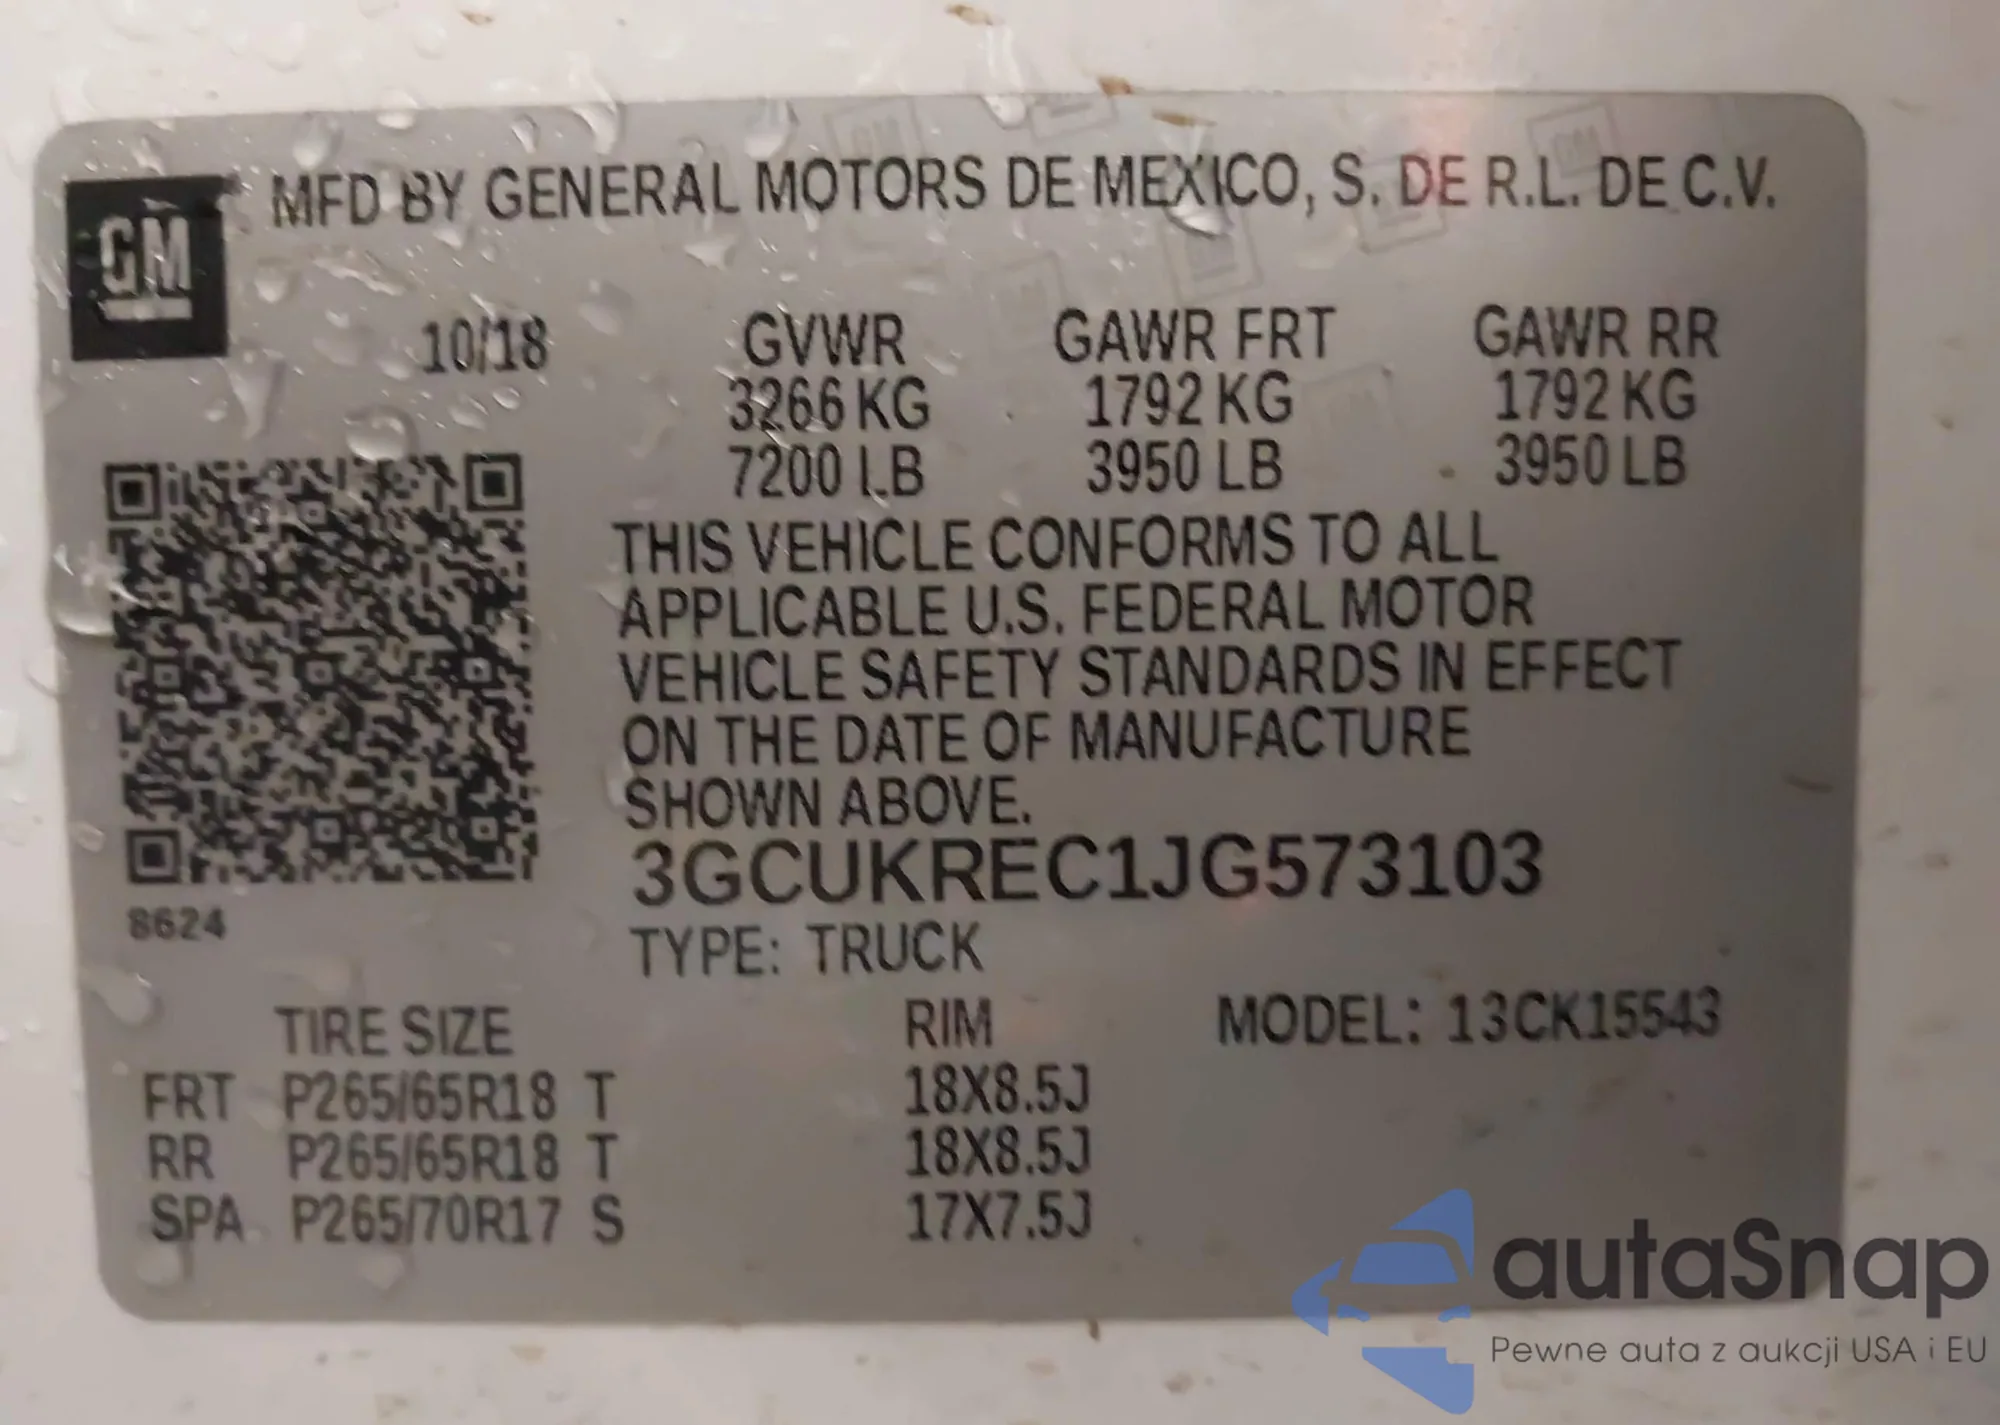 MFD BY GENERAL MOTORS DE MEXICO, S. DE R.L. DE C.V.
GM
10/18 GVWR GAWR FRT GAWR RR
3266 KG 1792 KG 1792 KG
7200 LB 3950 LB 3950 LB
THIS VEHICLE CONFORMS TO ALL
APPLICABLE U.S. FEDERAL MOTOR
VEHICLE SAFETY STANDARDS IN EFFECT
ON THE DATE OF MANUFACTURE
SHOWN ABOVE.
3GCUKREC1JG573103
8624
TYPE: TRUCK
TIRE SIZE RIM MODEL: 13CK15543
FRT P265/65R18 T 18X8.5J
RR P265/65R18 T 18X8.5J
SPA P265/70R17 S 17X7.5J
autaSnap
Pewne auta z aukcji USA i EU